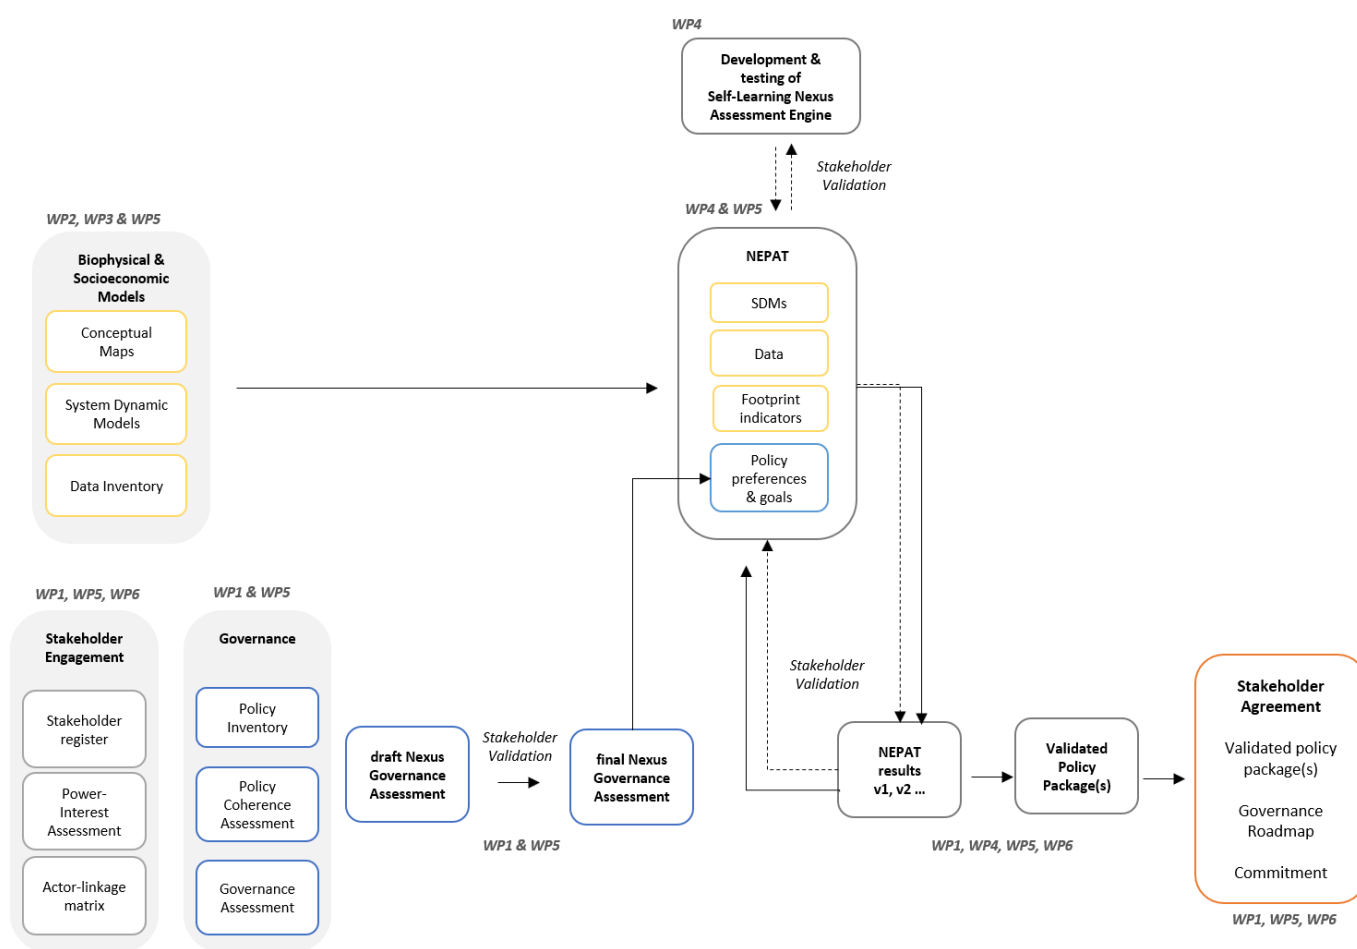 WP4
Development &
testing of
Self-Learning Nexus
Assessment Engine
Stakeholder
Validation
WP4 & WP5
NEPAT
SDMs
Data
Footprint
indicators
Policy
preferences
& goals
WP2, WP3 & WP5
Biophysical &
Socioeconomic
Models
Conceptual
Maps
System Dynamic
Models
Data Inventory
WP1, WP5, WP6
Stakeholder
Engagement
Stakeholder
register
Power-
Interest
Assessment
Actor-linkage
matrix
WP1 & WP5
Governance
Policy
Inventory
Policy
Coherence
Assessment
Governance
Assessment
draft Nexus
Governance
Assessment
Stakeholder
Validation
WP1 & WP5
final Nexus
Governance
Assessment
Stakeholder
Validation
NEPAT
results
v1, v2 ...
Validated
Policy
Package(s)
WP1, WP4, WP5, WP6
Stakeholder
Agreement
Validated policy
package(s)
Governance
Roadmap
Commitment
WP1, WP5, WP6